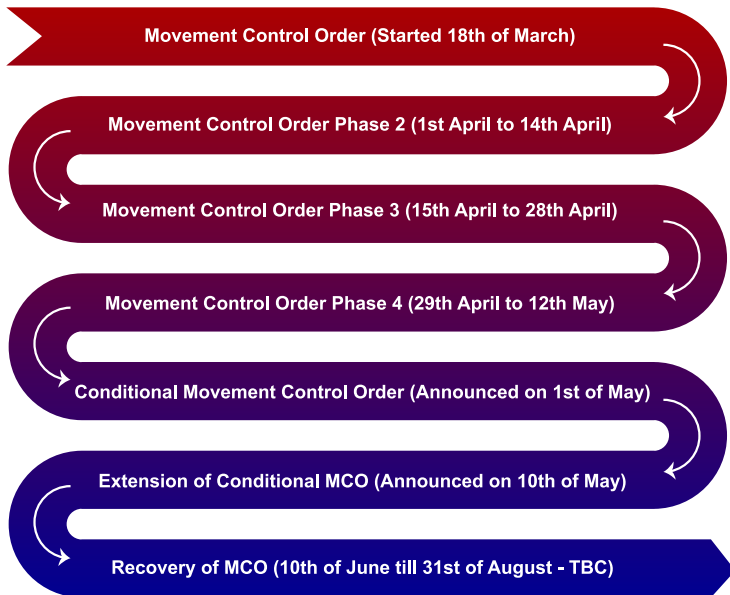 Movement Control Order (Started 18th of March)
Movement Control Order Phase 2 (1st April to 14th April)
Movement Control Order Phase 3 (15th April to 28th April)
Movement Control Order Phase 4 (29th April to 12th May)
Conditional Movement Control Order (Announced on 1st of May)
Extension of Conditional MCO (Announced on 10th of May)
Recovery of MCO (10th of June till 31st of August - TBC)